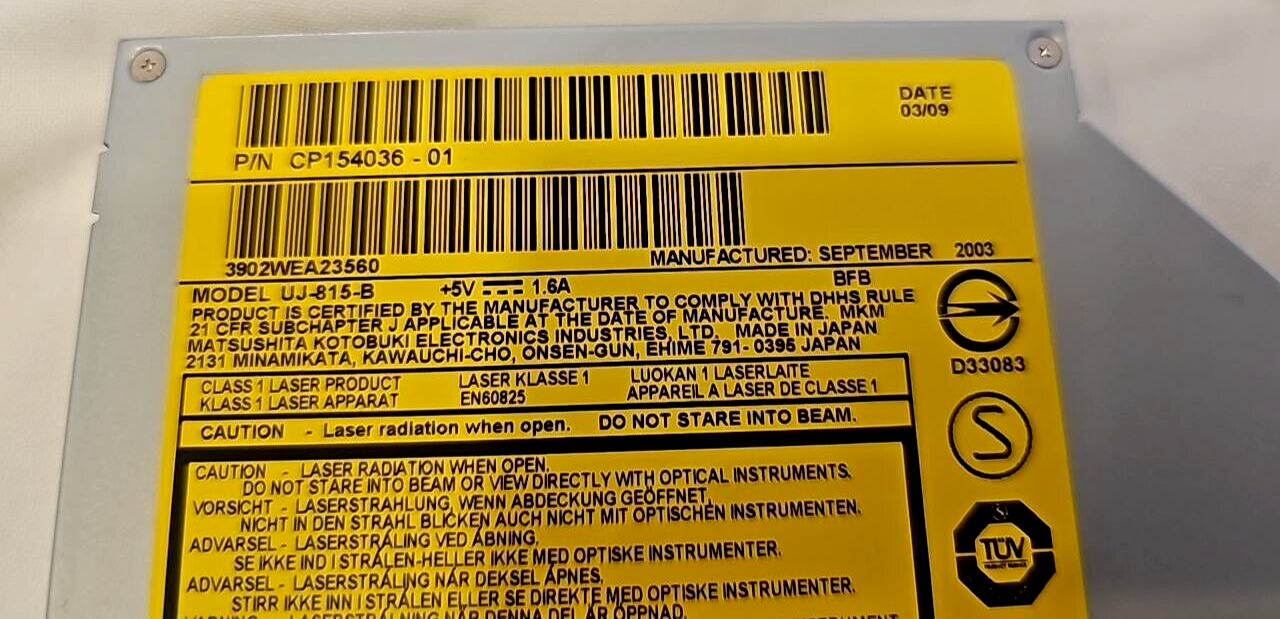 DATE
03/09
P/N CP154036 - 01
3902WEA23560
MANUFACTURED: SEPTEMBER 2003
MODEL UJ-815-B +5V 1.6A BFB
PRODUCT IS CERTIFIED BY THE MANUFACTURER TO COMPLY WITH DHHS RULE
21 CFR SUBCHAPTER J APPLICABLE AT THE DATE OF MANUFACTURE. MKM
MATSUSHITA KOTOBUKI ELECTRONICS INDUSTRIES, LTD. MADE IN JAPAN
2131 MINAMIKATA, KAWAUCHI-CHO, ONSEN-GUN, EHIME 791-0395 JAPAN
D33083
CLASS 1 LASER PRODUCT LASER KLASSE 1 LUOKAN 1 LASERLAITE
KLASS 1 LASER APPARAT EN60825 APPAREIL A LASER DE CLASSE 1
CAUTION - Laser radiation when open. DO NOT STARE INTO BEAM.
S
CAUTION - LASER RADIATION WHEN OPEN.
DO NOT STARE INTO BEAM OR VIEW DIRECTLY WITH OPTICAL INSTRUMENTS.
VORSICHT - LASERSTRAHLUNG, WENN ABDECKUNG GEÖFFNET,
NICHT IN DEN STRAHL BLICKEN AUCH NICHT MIT OPTISCHEN INSTRUMENTEN.
ADVARSEL - LASERSTRÅLING VED ÅBNING.
SE IKKE IND I STRÅLEN-HELLER IKKE MED OPTISKE INSTRUMENTER.
ADVARSEL - LASERSTRÅLING NÅR DEKSEL ÅPNES.
STIRR IKKE INN I STRÅLEN ELLER SE DIREKTE MED OPTISKE INSTRUMENTER.
VARNING - LASERSTRÅLNING NÄR DENNA DEL ÄR ÖPPNAD.
TÜV